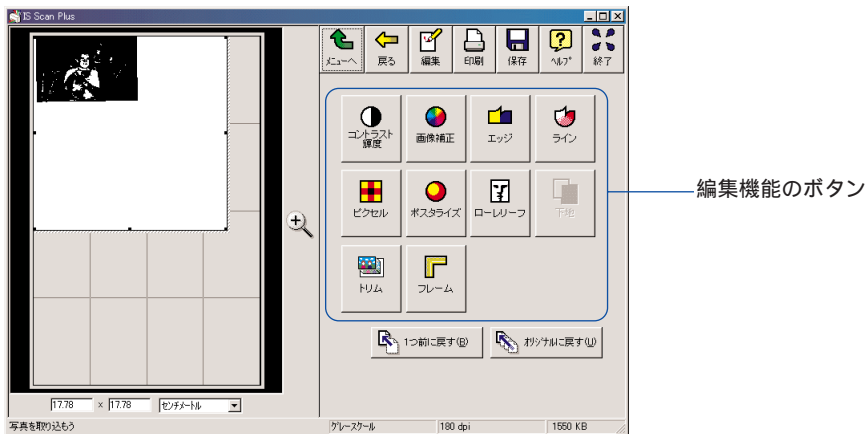 IS Scan Plus
メニューへ 戻る 編集 印刷 保存 ヘルプ 終了
コントラスト
輝度
画像補正 エッジ ライン
ピクセル ポスタライズ ローレリーフ 下地
編集機能のボタン
トリム フレーム
1つ前に戻す(B) オリジナルに戻す(U)
17.78 × 17.78 センチメートル
写真を取り込もう グレースケール 180 dpi 1550 KB